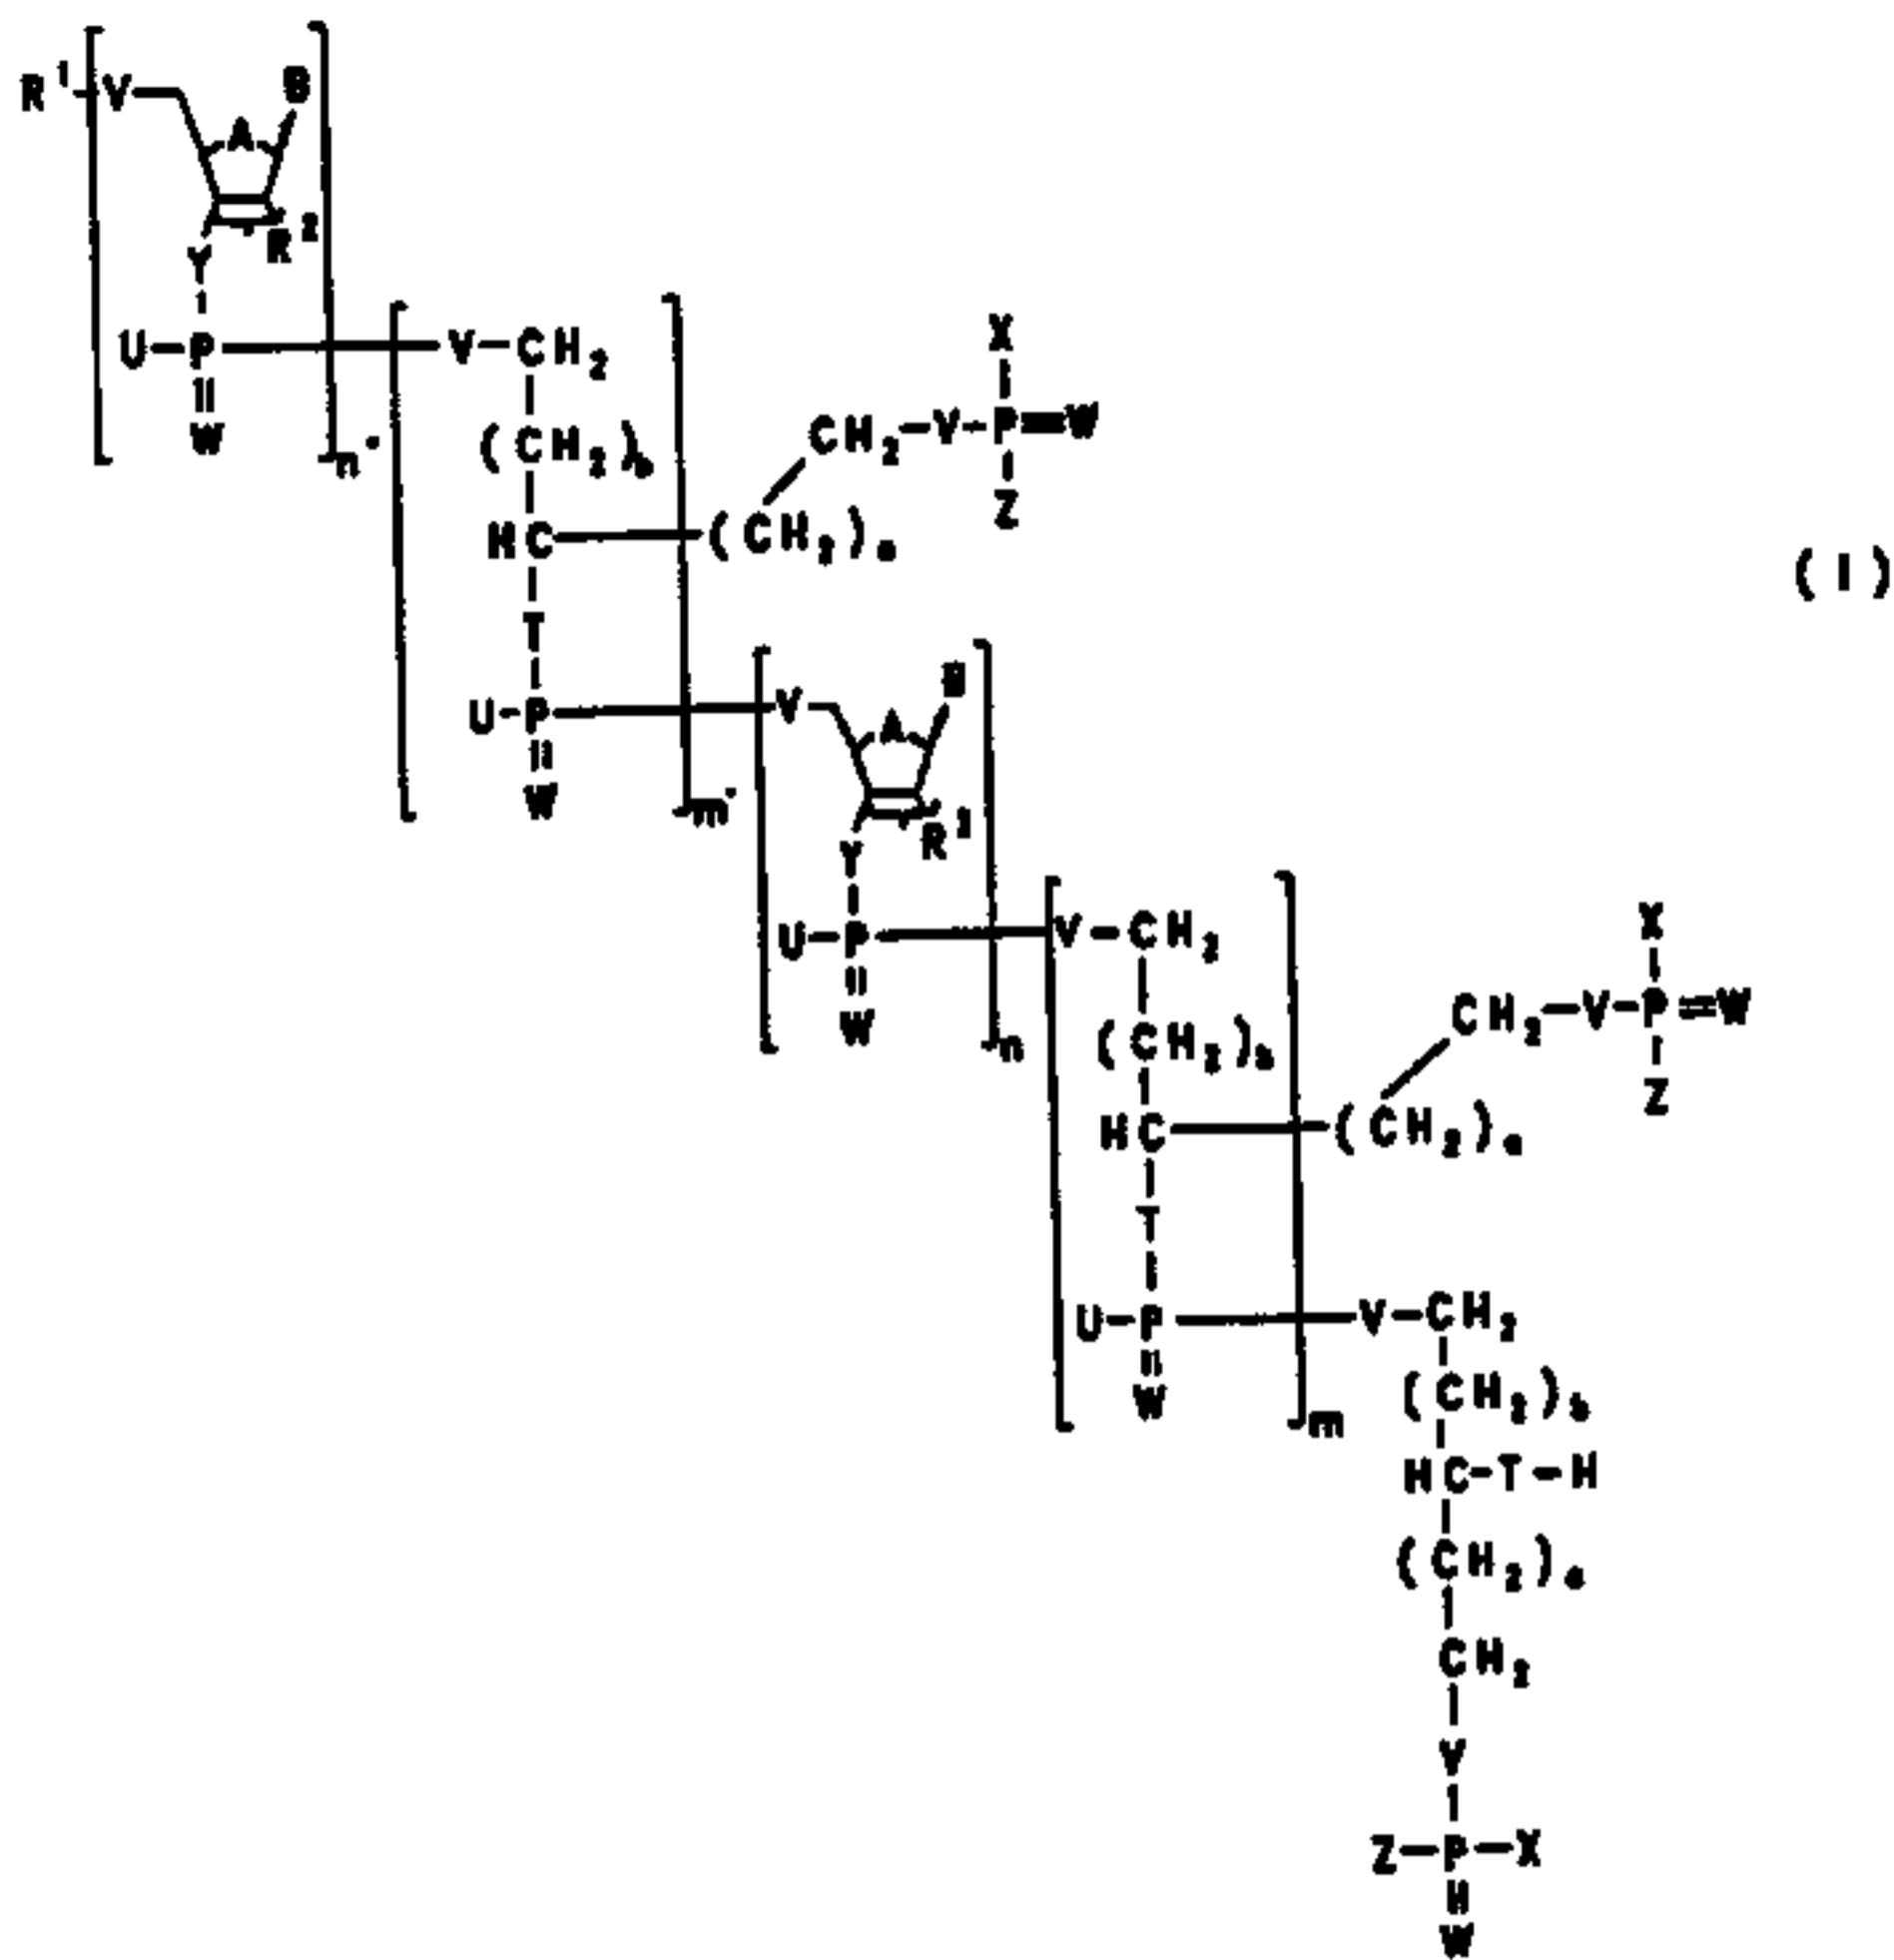 R¹ V B
A
R²
Y
U-P V-CH₂
W n'
(CH₂)b
HC (CH₂)a CH₂-V-P=W
X
Z
(I)
T
U-P V B
W m'
A
R²
Y
U-P V-CH₂
W n
(CH₂)b
HC (CH₂)a CH₂-V-P=W
X
Z
T
U-P V-CH₂
W m
(CH₂)b
HC-T-H
(CH₂)a
CH₂
V
Z-P-X
W